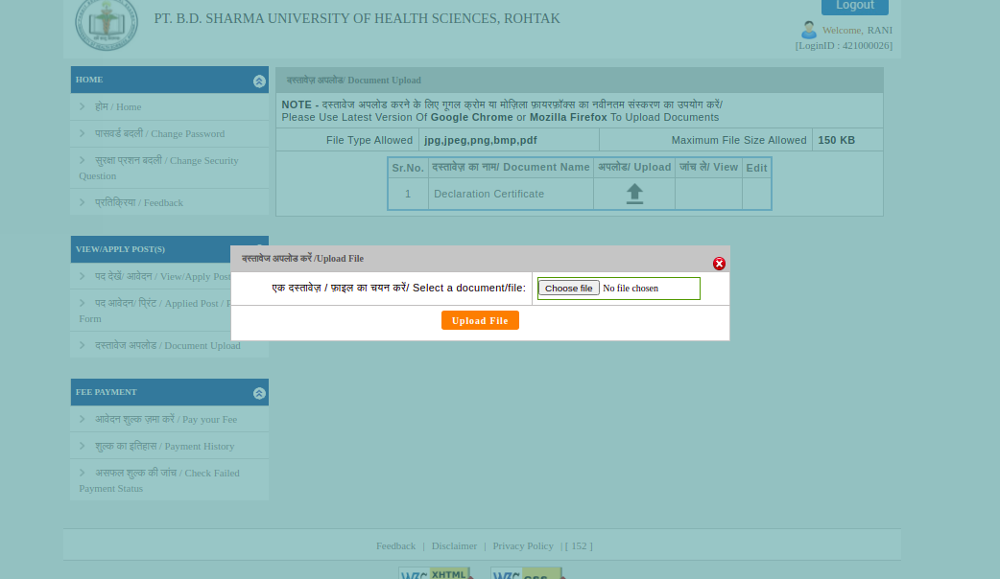 PT. B.D. SHARMA UNIVERSITY OF HEALTH SCIENCES, ROHTAK
Logout
Welcome, RANI
[LoginID : 421000026]
HOME
होम / Home
पासवर्ड बदली / Change Password
सुरक्षा प्रशन बदली / Change Security
Question
प्रतिक्रिया / Feedback
VIEW/APPLY POST(S)
पद देखें/ आवेदन / View/Apply Post
पद आवेदन/ प्रिंट / Applied Post /
Form
दस्तावेज अपलोड / Document Upload
FEE PAYMENT
आवेदन शुल्क ज़मा करें / Pay your Fee
शुल्क का इतिहास / Payment History
असफल शुल्क की जांच / Check Failed
Payment Status
दस्तावेज़ अपलोड/ Document Upload
NOTE - दस्तावेज अपलोड करने के लिए गूगल क्रोम या मोज़िला फ़ायरफ़ॉक्स का नवीनतम संस्करण का उपयोग करें/
Please Use Latest Version Of Google Chrome or Mozilla Firefox To Upload Documents
File Type Allowed jpg,jpeg,png,bmp,pdf Maximum File Size Allowed 150 KB
Sr.No. दस्तावेज़ का नाम/ Document Name अपलोड/ Upload जांच ले/ View Edit
1 Declaration Certificate
दस्तावेज अपलोड करें /Upload File
एक दस्तावेज़ / फ़ाइल का चयन करें/ Select a document/file: Choose file No file chosen
Upload File
Feedback | Disclaimer | Privacy Policy | [ 152 ]
W3C XHTML W3C